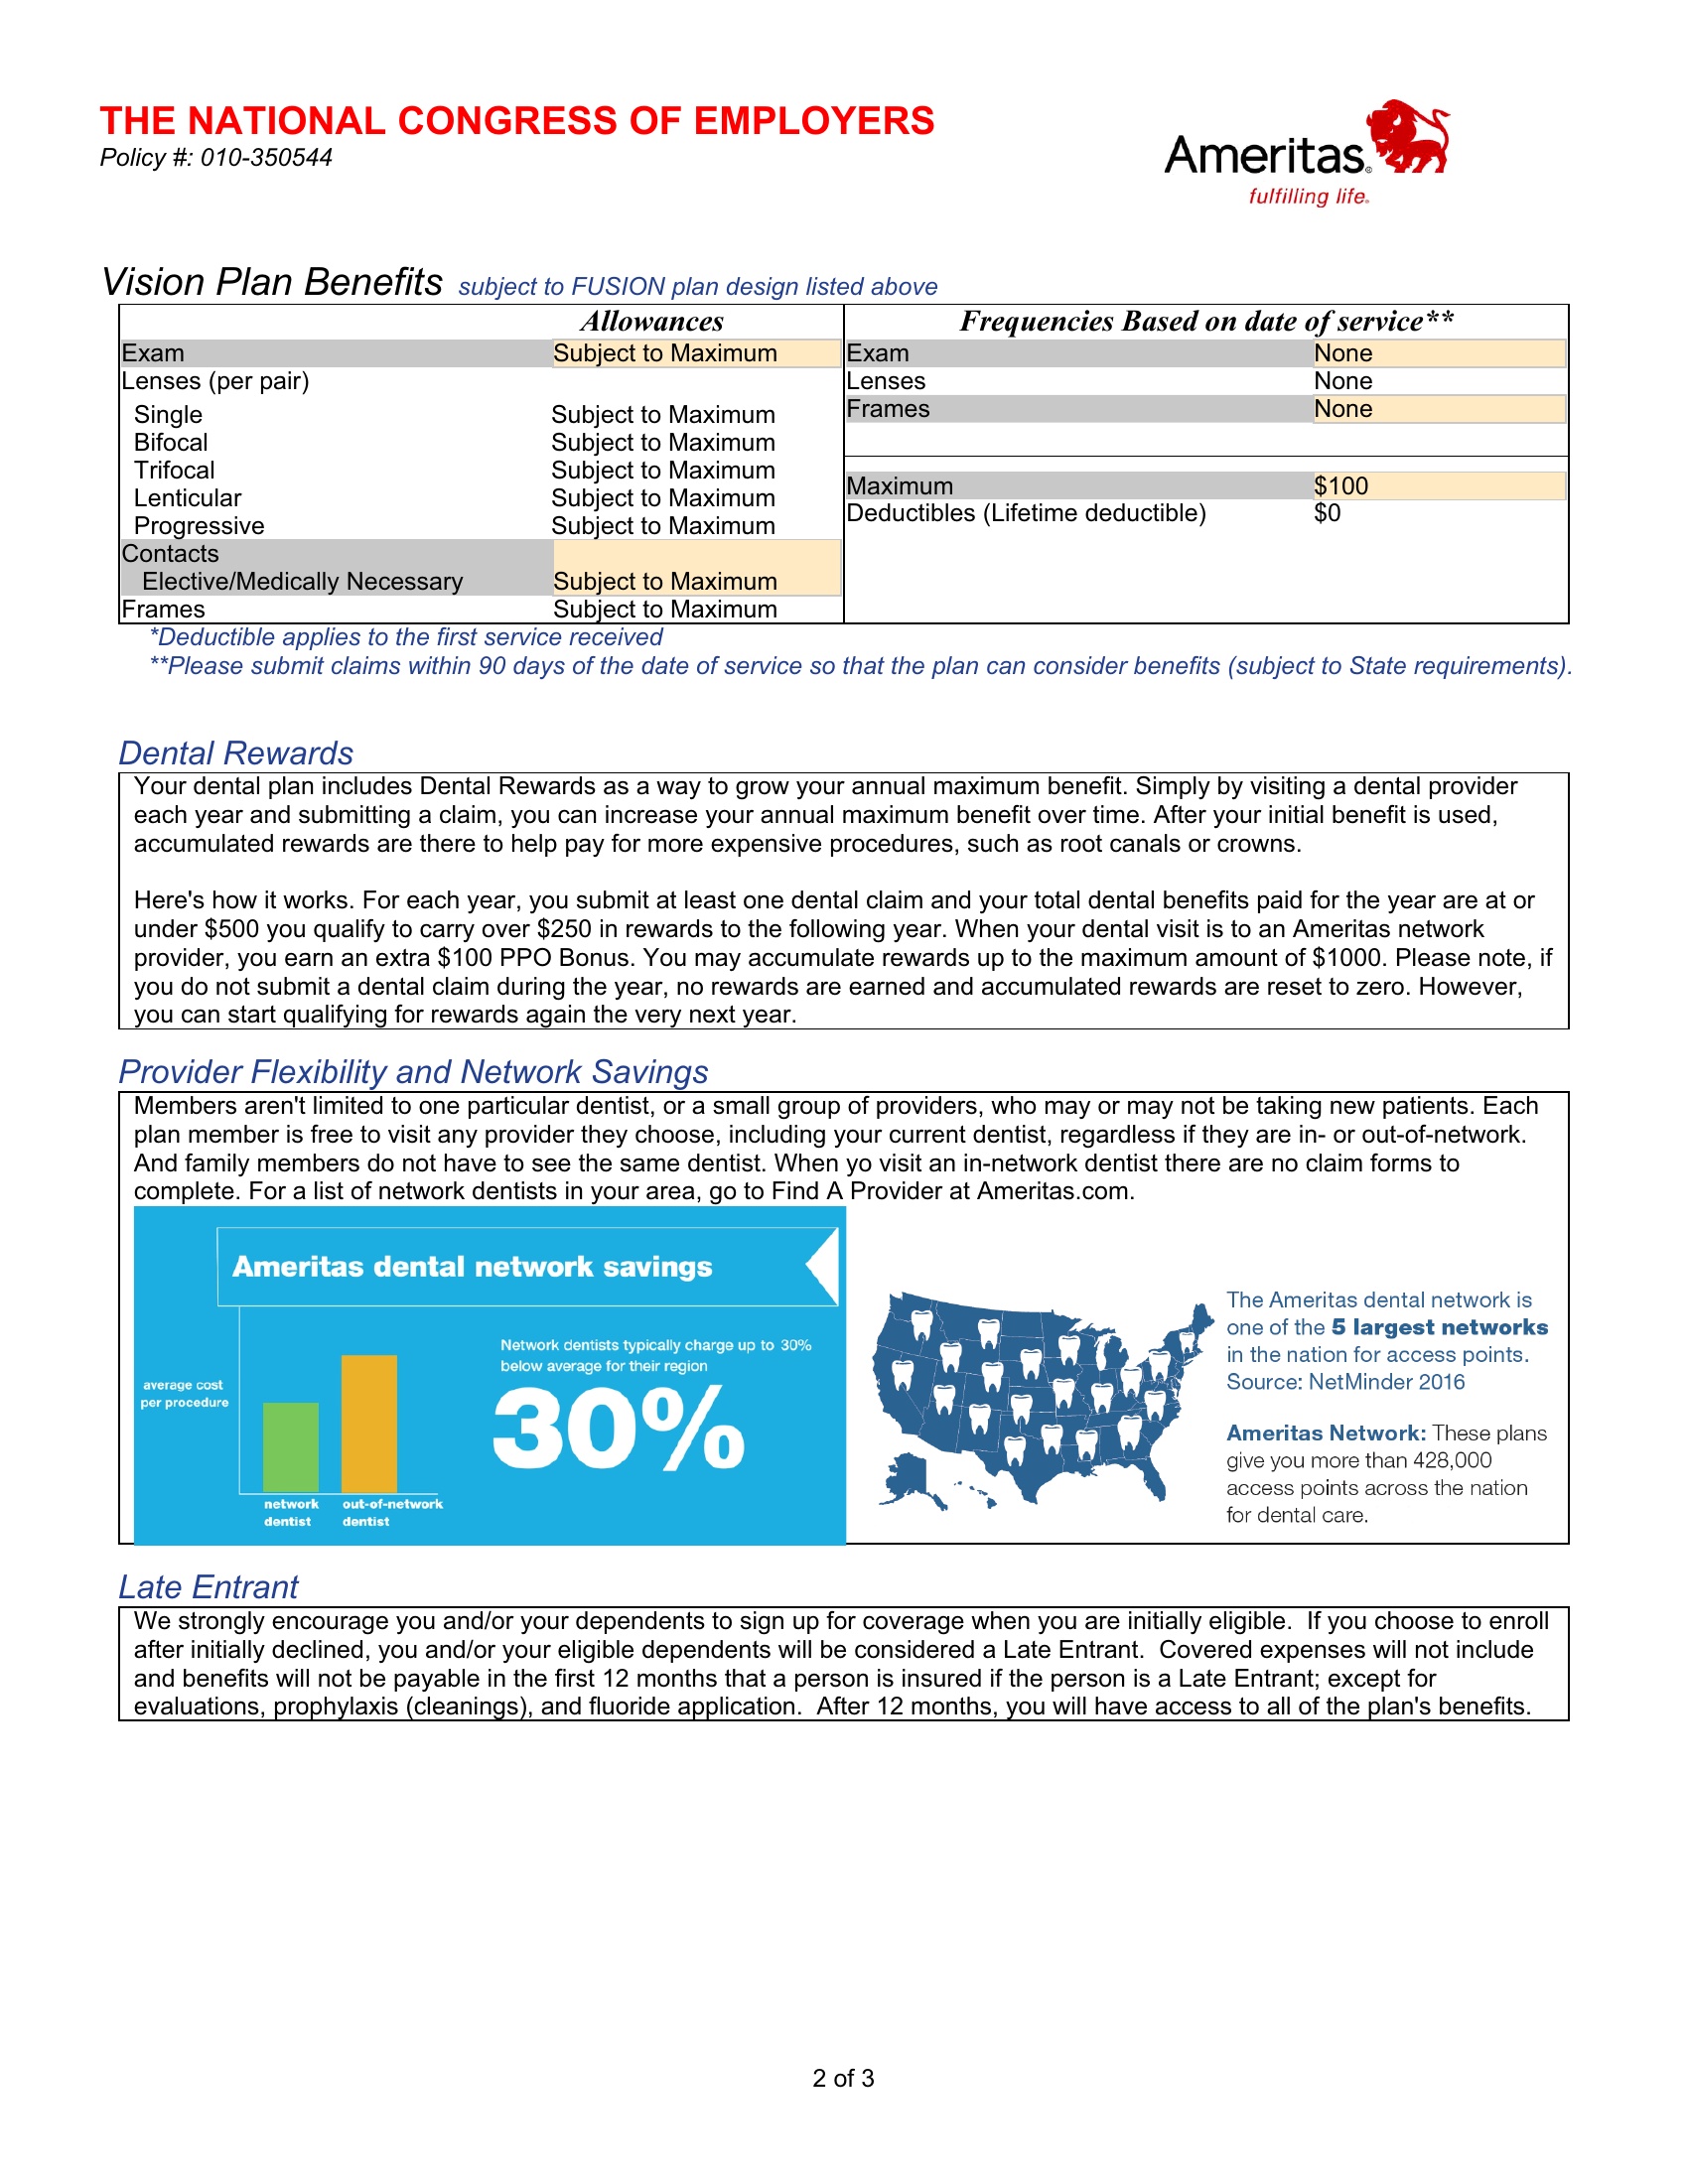 THE NATIONAL CONGRESS OF EMPLOYERS
Policy #: 010-350544
Ameritas®
fulfilling life®
Vision Plan Benefits subject to FUSION plan design listed above
Allowances
Exam Subject to Maximum
Lenses (per pair)
Single Subject to Maximum
Bifocal Subject to Maximum
Trifocal Subject to Maximum
Lenticular Subject to Maximum
Progressive Subject to Maximum
Contacts
Elective/Medically Necessary Subject to Maximum
Frames Subject to Maximum
Frequencies Based on date of service**
Exam None
Lenses None
Frames None
Maximum $100
Deductibles (Lifetime deductible) $0
*Deductible applies to the first service received
**Please submit claims within 90 days of the date of service so that the plan can consider benefits (subject to State requirements).
Dental Rewards
Your dental plan includes Dental Rewards as a way to grow your annual maximum benefit. Simply by visiting a dental provider
each year and submitting a claim, you can increase your annual maximum benefit over time. After your initial benefit is used,
accumulated rewards are there to help pay for more expensive procedures, such as root canals or crowns.
Here's how it works. For each year, you submit at least one dental claim and your total dental benefits paid for the year are at or
under $500 you qualify to carry over $250 in rewards to the following year. When your dental visit is to an Ameritas network
provider, you earn an extra $100 PPO Bonus. You may accumulate rewards up to the maximum amount of $1000. Please note, if
you do not submit a dental claim during the year, no rewards are earned and accumulated rewards are reset to zero. However,
you can start qualifying for rewards again the very next year.
Provider Flexibility and Network Savings
Members aren't limited to one particular dentist, or a small group of providers, who may or may not be taking new patients. Each
plan member is free to visit any provider they choose, including your current dentist, regardless if they are in- or out-of-network.
And family members do not have to see the same dentist. When yo visit an in-network dentist there are no claim forms to
complete. For a list of network dentists in your area, go to Find A Provider at Ameritas.com.
Ameritas dental network savings
Network dentists typically charge up to 30%
below average for their region
30%
average cost
per procedure
network
dentist
out-of-network
dentist
The Ameritas dental network is
one of the 5 largest networks
in the nation for access points.
Source: NetMinder 2016
Ameritas Network: These plans
give you more than 428,000
access points across the nation
for dental care.
Late Entrant
We strongly encourage you and/or your dependents to sign up for coverage when you are initially eligible. If you choose to enroll
after initially declined, you and/or your eligible dependents will be considered a Late Entrant. Covered expenses will not include
and benefits will not be payable in the first 12 months that a person is insured if the person is a Late Entrant; except for
evaluations, prophylaxis (cleanings), and fluoride application. After 12 months, you will have access to all of the plan's benefits.
2 of 3